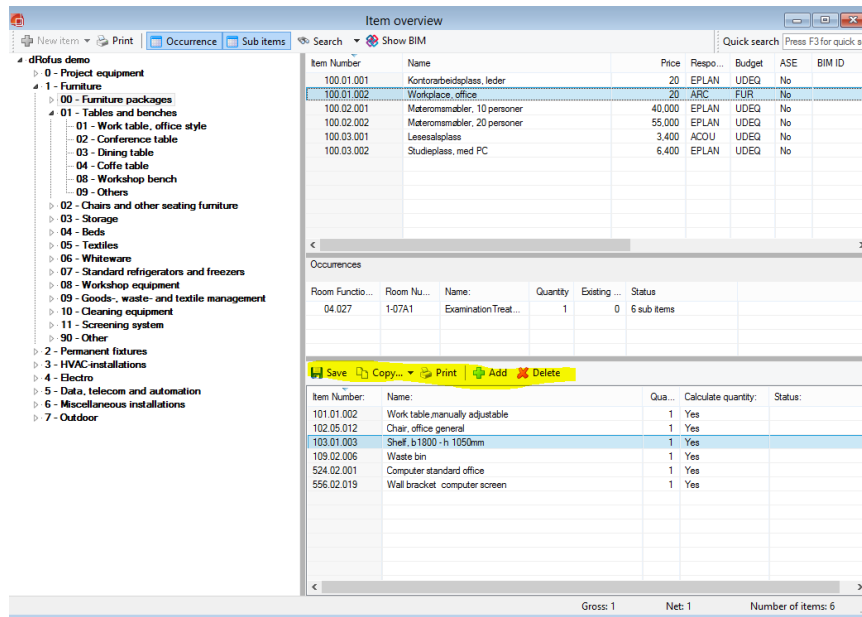 Item overview
New item Print Occurrence Sub items Search Show BIM Quick search Press F3 for quick s
dRofus demo
0 - Project equipment
1 - Furniture
00 - Furniture packages
01 - Tables and benches
01 - Work table, office style
02 - Conference table
03 - Dining table
04 - Coffe table
08 - Workshop bench
09 - Others
02 - Chairs and other seating furniture
03 - Storage
04 - Beds
05 - Textiles
06 - Whiteware
07 - Standard refrigerators and freezers
08 - Workshop equipment
09 - Goods-, waste- and textile management
10 - Cleaning equipment
11 - Screening system
90 - Other
2 - Permanent fixtures
3 - HVAC-installations
4 - Electro
5 - Data, telecom and automation
6 - Miscellaneous installations
7 - Outdoor
Item Number Name Price Respo... Budget ASE BIM ID
100.01.001 Kontorarbeidsplass, leder 20 EPLAN UDEQ No
100.01.002 Workplace, office 20 ARC FUR No
100.02.001 Møteromsmøbler, 10 personer 40,000 EPLAN UDEQ No
100.02.002 Møteromsmøbler, 20 personer 55,000 EPLAN UDEQ No
100.03.001 Lesesalsplass 3,400 ACOU UDEQ No
100.03.002 Studieplass, med PC 6,400 EPLAN UDEQ No
Occurrences
Room Functio... Room Nu... Name: Quantity Existing ... Status
04.027 1-07A1 Examination Treat... 1 0 6 sub items
Save Copy... Print Add Delete
Item Number: Name: Qua... Calculate quantity: Status:
101.01.002 Work table,manually adjustable 1 Yes
102.05.012 Chair, office general 1 Yes
103.01.003 Shelf, b1800 - h 1050mm 1 Yes
109.02.006 Waste bin 1 Yes
524.02.001 Computer standard office 1 Yes
556.02.019 Wall bracket computer screen 1 Yes
Gross: 1 Net: 1 Number of items: 6